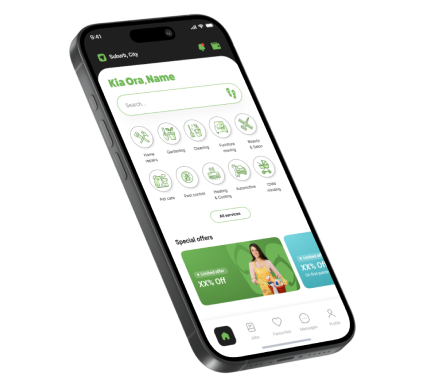 9:41
Suburb, City
Kia Ora, Name
Search...
Home
repairs
Gardening
Cleaning
Furniture
moving
Beauty
& Salon
Pet care
Pest control
Heating
& Cooling
Automotive
Child
minding
All services
Special offers
Limited offer
XX% Off
Limited
XX% Off
Jobs
Favourites
Messages
Profile